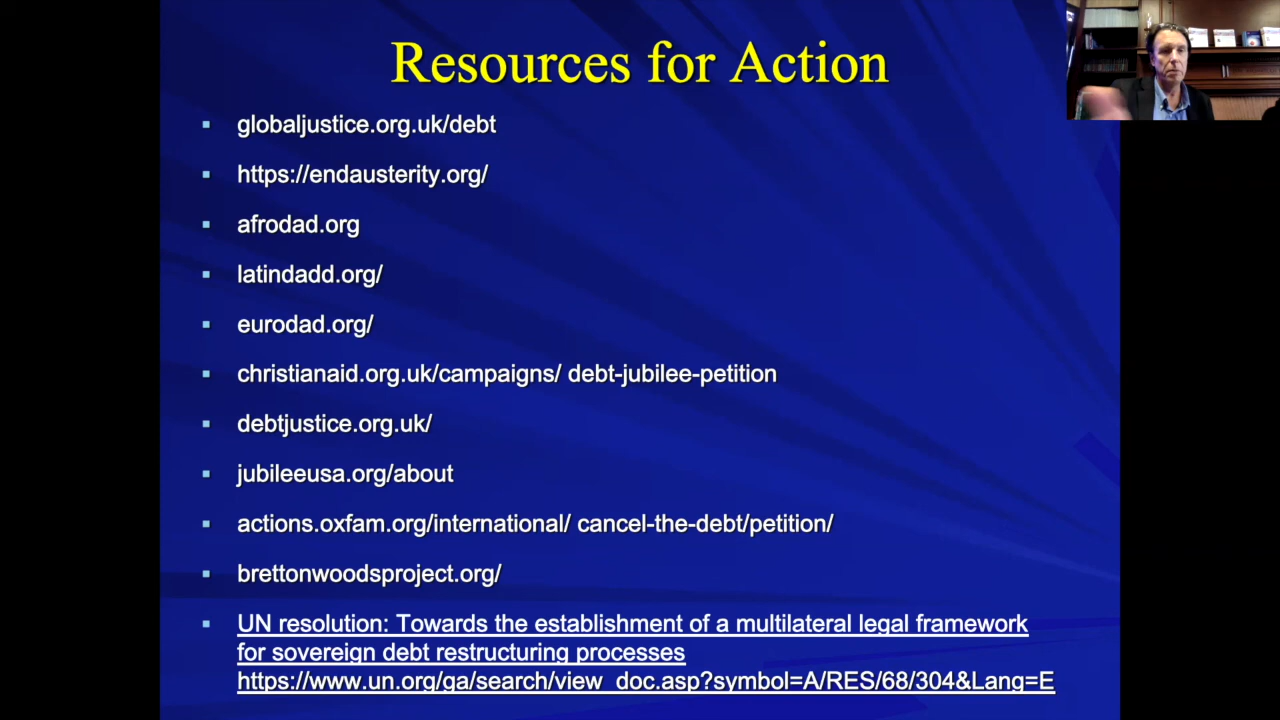 Resources for Action
globaljustice.org.uk/debt
https://endausterity.org/
afrodad.org
latindadd.org/
eurodad.org/
christianaid.org.uk/campaigns/ debt-jubilee-petition
debtjustice.org.uk/
jubileeusa.org/about
actions.oxfam.org/international/ cancel-the-debt/petition/
brettonwoodsproject.org/
UN resolution: Towards the establishment of a multilateral legal framework
for sovereign debt restructuring processes
https://www.un.org/ga/search/view_doc.asp?symbol=A/RES/68/304&Lang=E